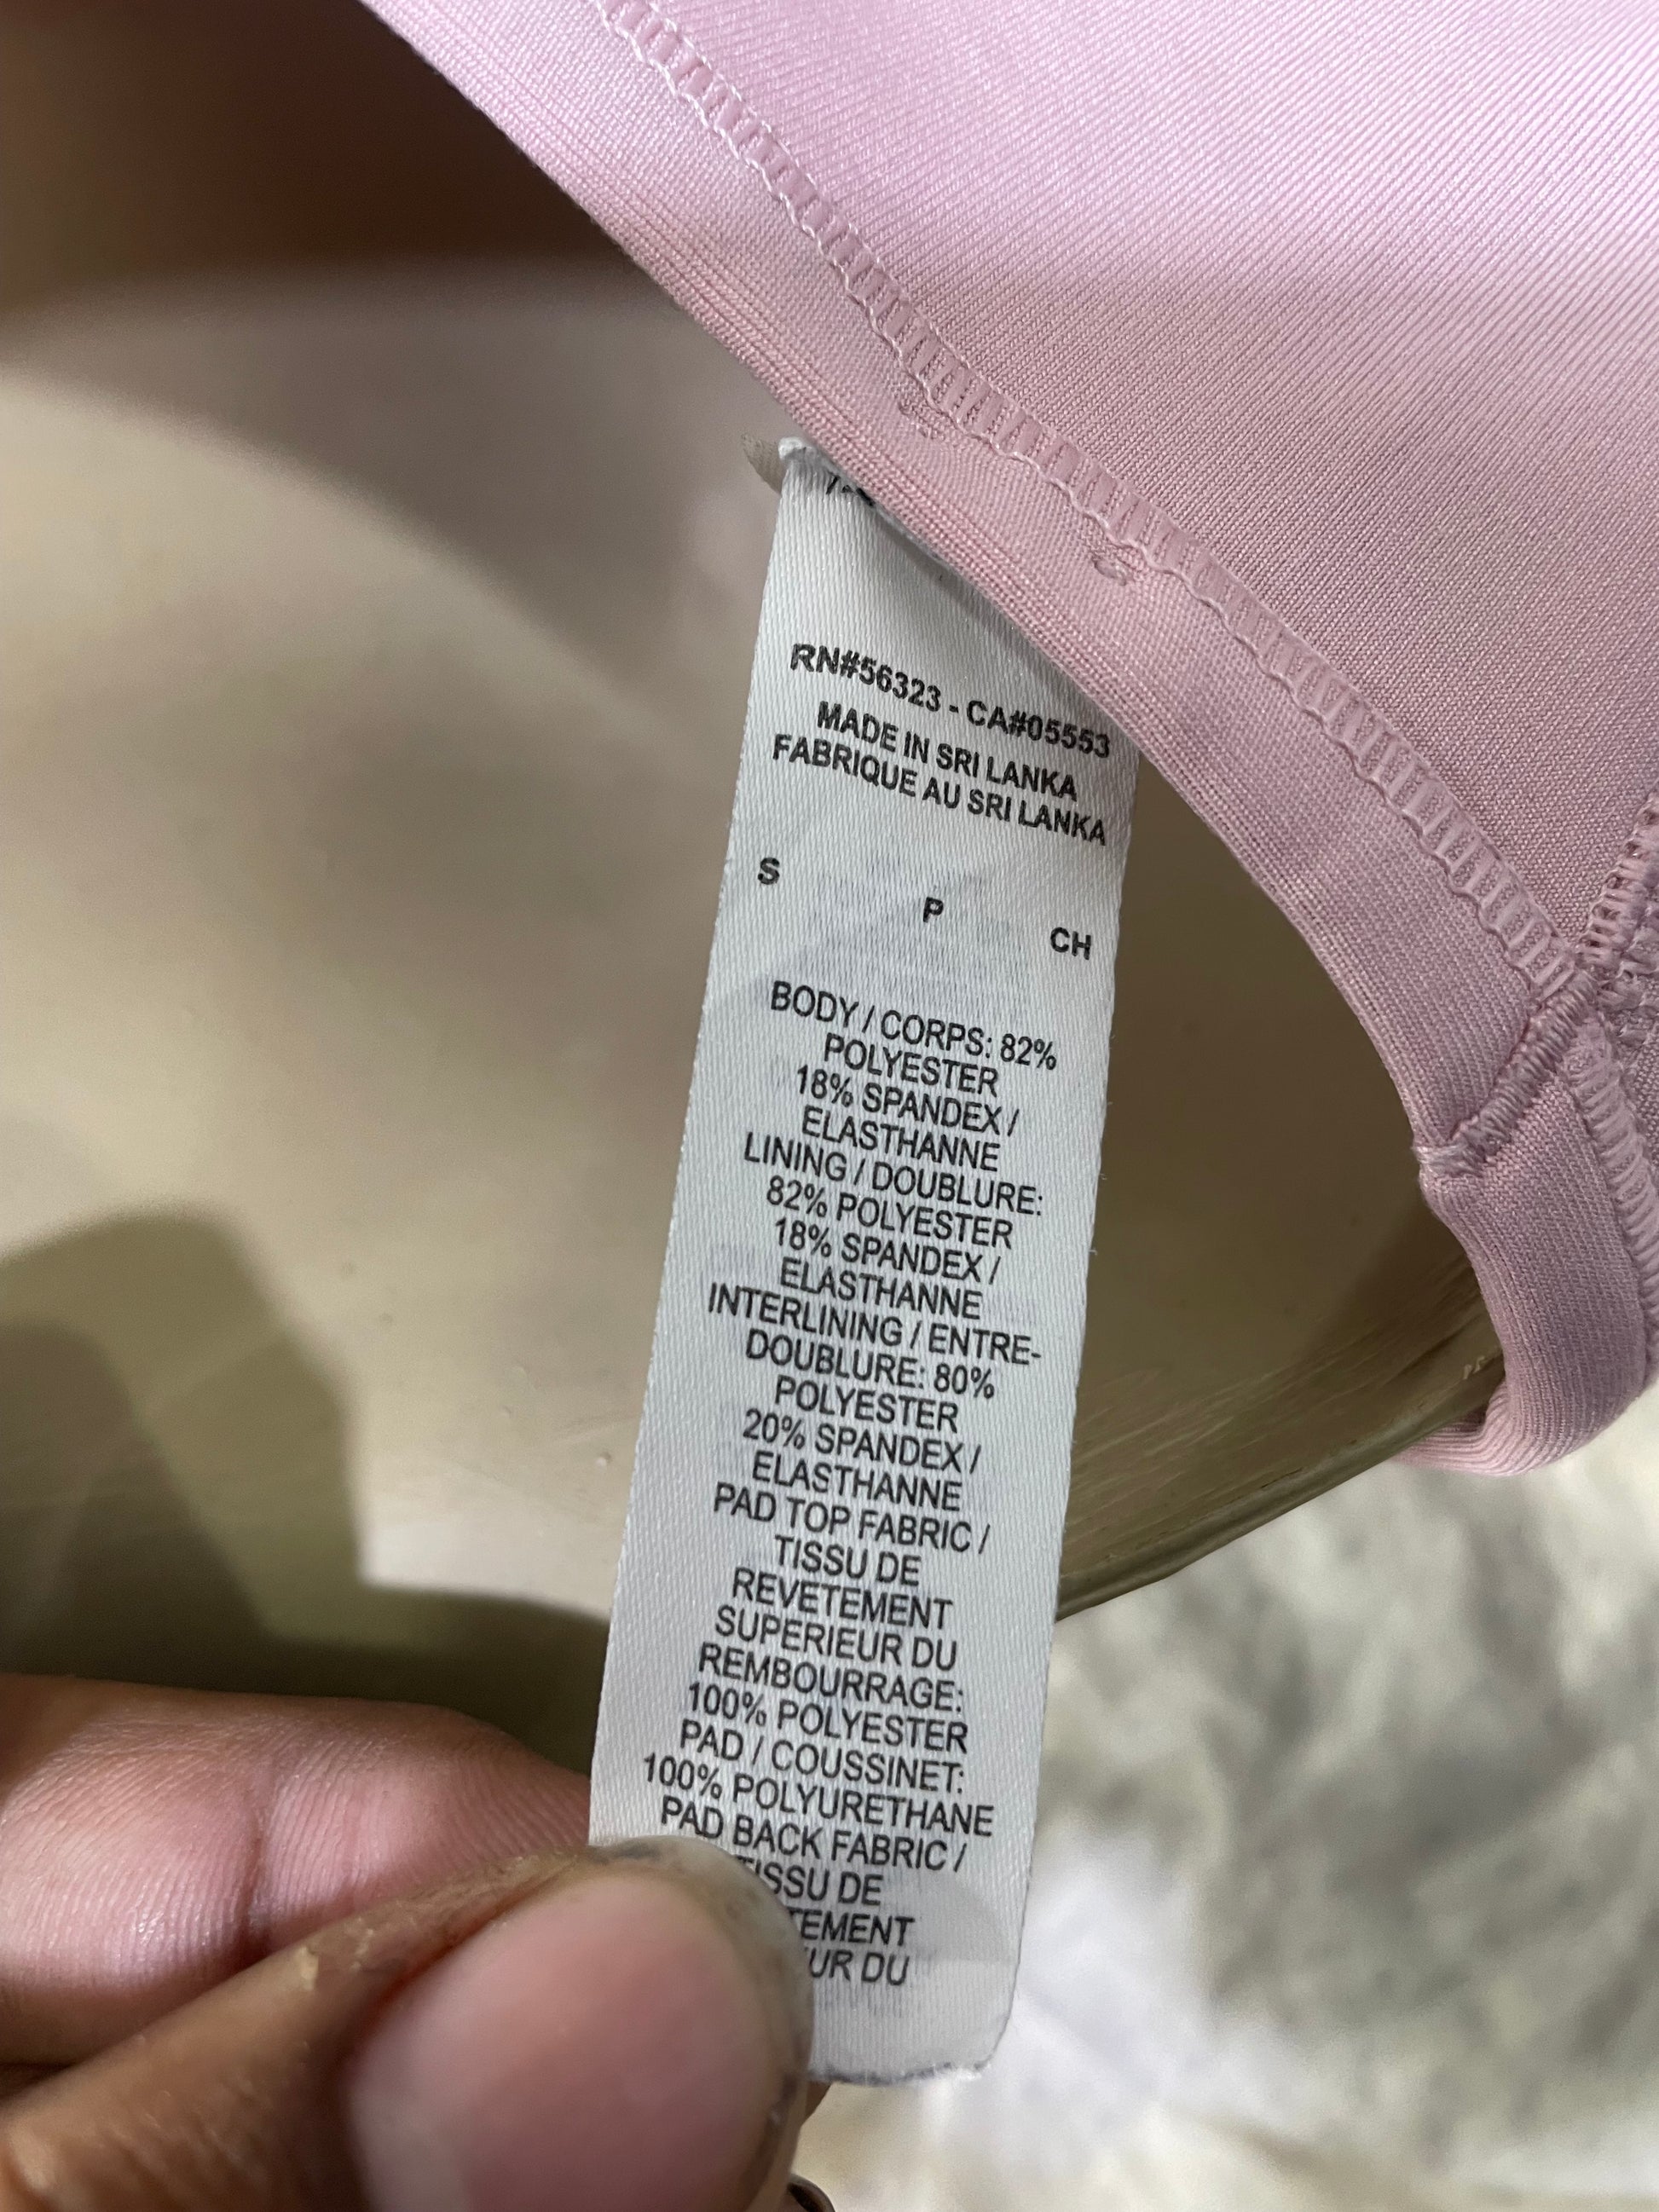 RN#56323 - CA#05553
MADE IN SRI LANKA
FABRIQUE AU SRI LANKA
S P CH
BODY / CORPS: 82%
POLYESTER
18% SPANDEX /
ELASTHANNE
LINING / DOUBLURE:
82% POLYESTER
18% SPANDEX /
ELASTHANNE
INTERLINING / ENTRE-
DOUBLURE: 80%
POLYESTER
20% SPANDEX /
ELASTHANNE
PAD TOP FABRIC /
TISSU DE
REVETEMENT
SUPERIEUR DU
REMBOURRAGE:
100% POLYESTER
PAD / COUSSINET:
100% POLYURETHANE
PAD BACK FABRIC /
TISSU DE
DU